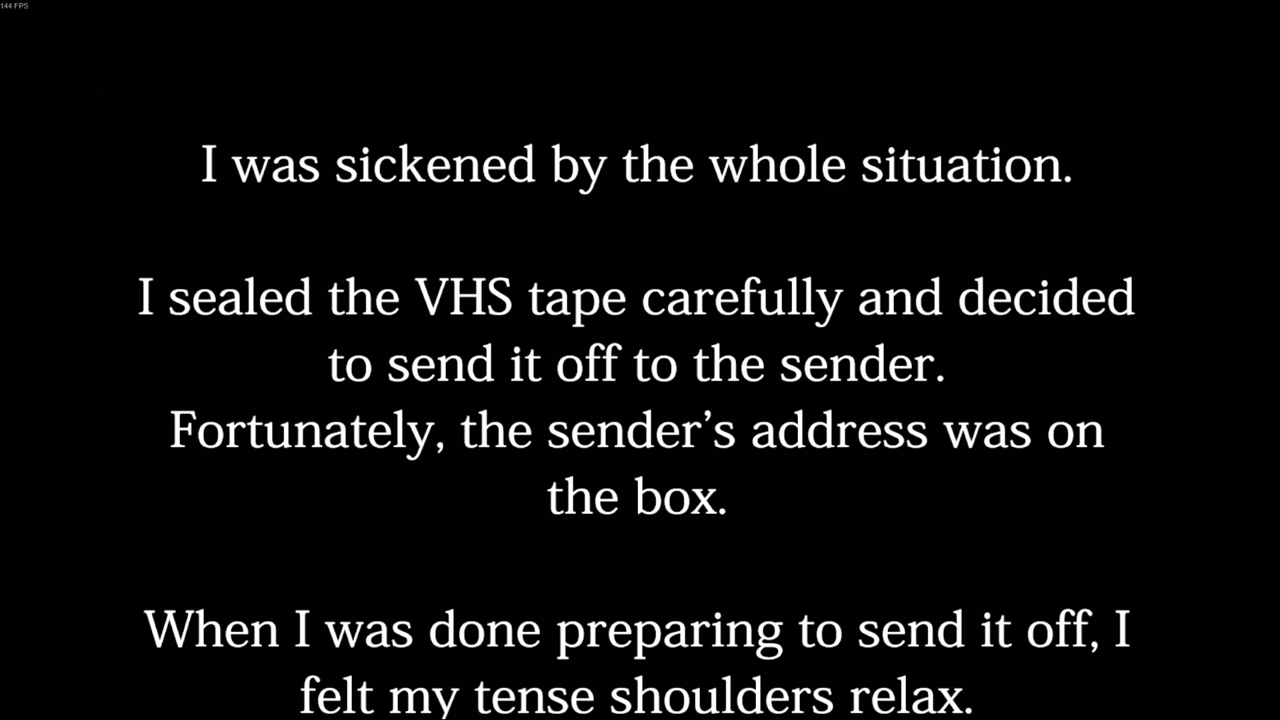 144 FPS
I was sickened by the whole situation.
I sealed the VHS tape carefully and decided
to send it off to the sender.
Fortunately, the sender’s address was on
the box.
When I was done preparing to send it off, I
felt my tense shoulders relax.